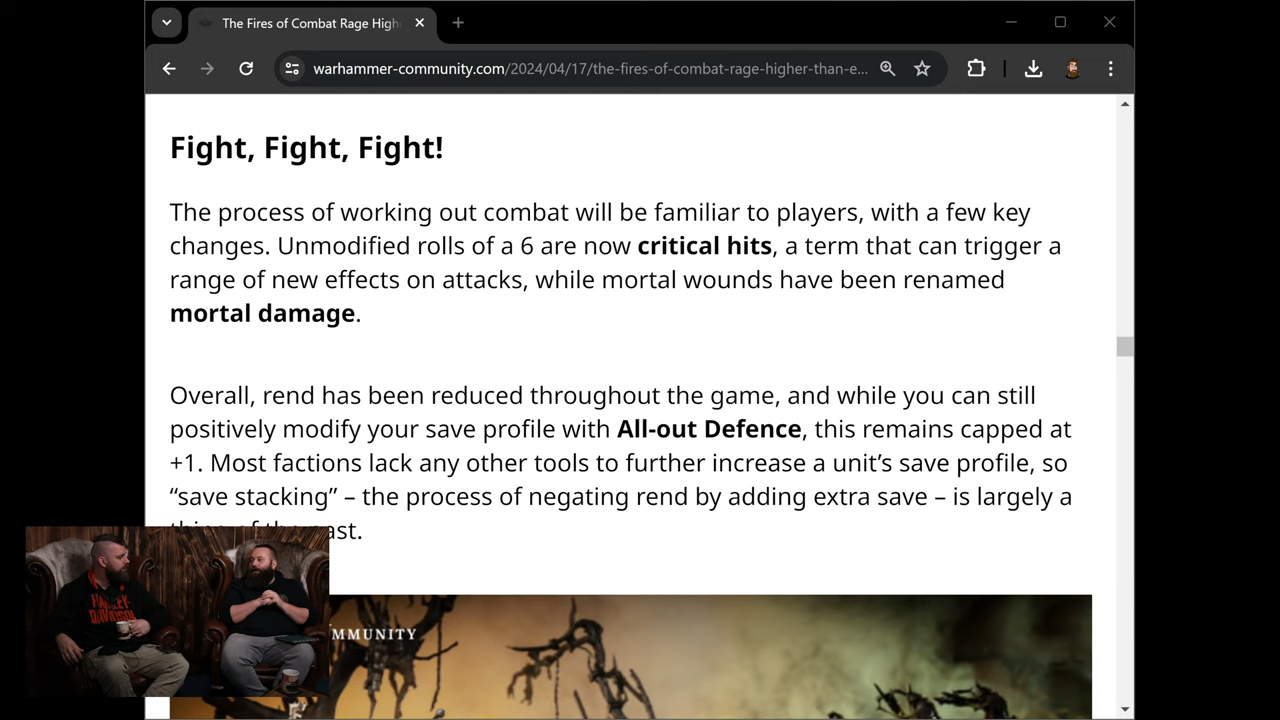 The Fires of Combat Rage High
warhammer-community.com/2024/04/17/the-fires-of-combat-rage-higher-than-e...
Fight, Fight, Fight!
The process of working out combat will be familiar to players, with a few key
changes. Unmodified rolls of a 6 are now critical hits, a term that can trigger a
range of new effects on attacks, while mortal wounds have been renamed
mortal damage.
Overall, rend has been reduced throughout the game, and while you can still
positively modify your save profile with All-out Defence, this remains capped at
+1. Most factions lack any other tools to further increase a unit's save profile, so
“save stacking” – the process of negating rend by adding extra save – is largely a
thing of the past.
HARLEY-
DAVIDSON
MMUNITY